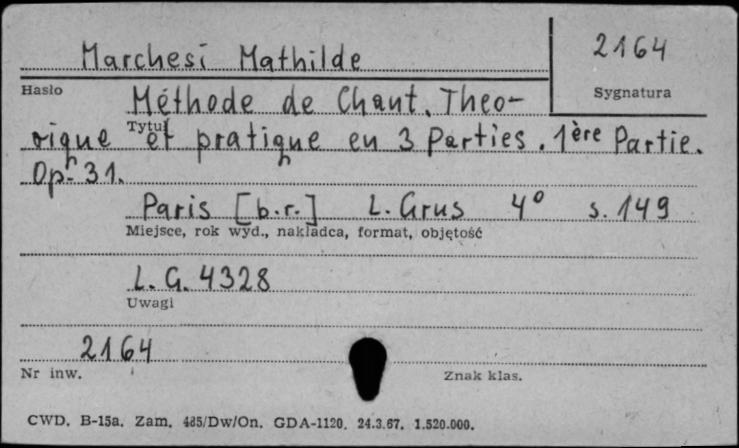 Marchesi Mathilde 2164
Hasło Sygnatura
Méthode de Chant. Theo-
Tytuł
rique et pratique en 3 Parties. 1ère Partie.
Op. 31.
Paris [b.r.] L. Grus 4° s. 149
Miejsce, rok wyd., nakładca, format, objętość
L. G. 4328
Uwagi
2164
Nr inw. Znak klas.
CWD. B-15a. Zam. 485/Dw/On. GDA-1120. 24.3.67. 1.520.000.